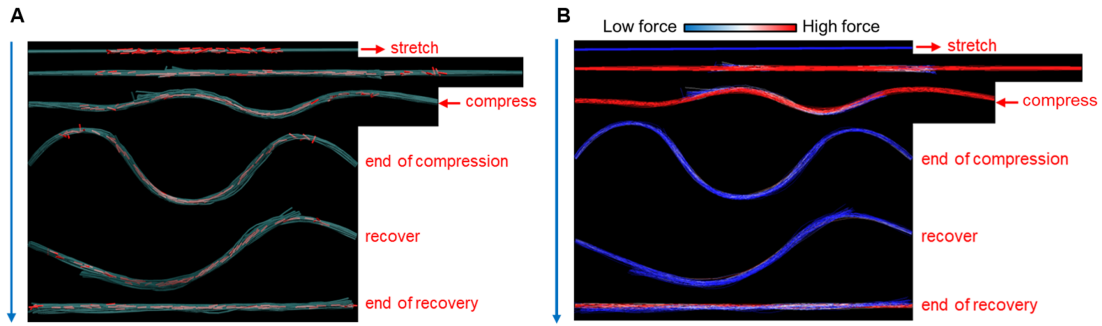 A
stretch
compress
end of compression
recover
end of recovery
B
Low force
High force
stretch
compress
end of compression
recover
end of recovery